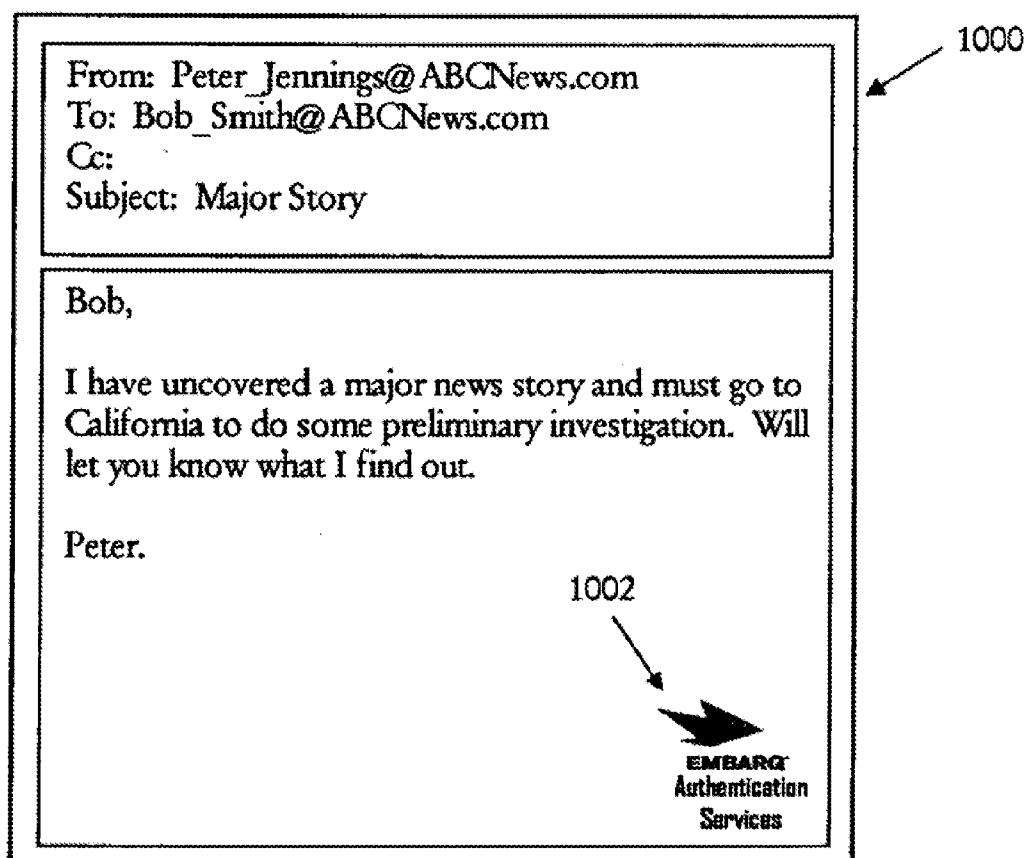 1000
From: Peter_Jennings@ABCNews.com
To: Bob_Smith@ABCNews.com
Cc:
Subject: Major Story
Bob,
I have uncovered a major news story and must go to
California to do some preliminary investigation. Will
let you know what I find out.
Peter.
1002
EMBARQ
Authentication
Services